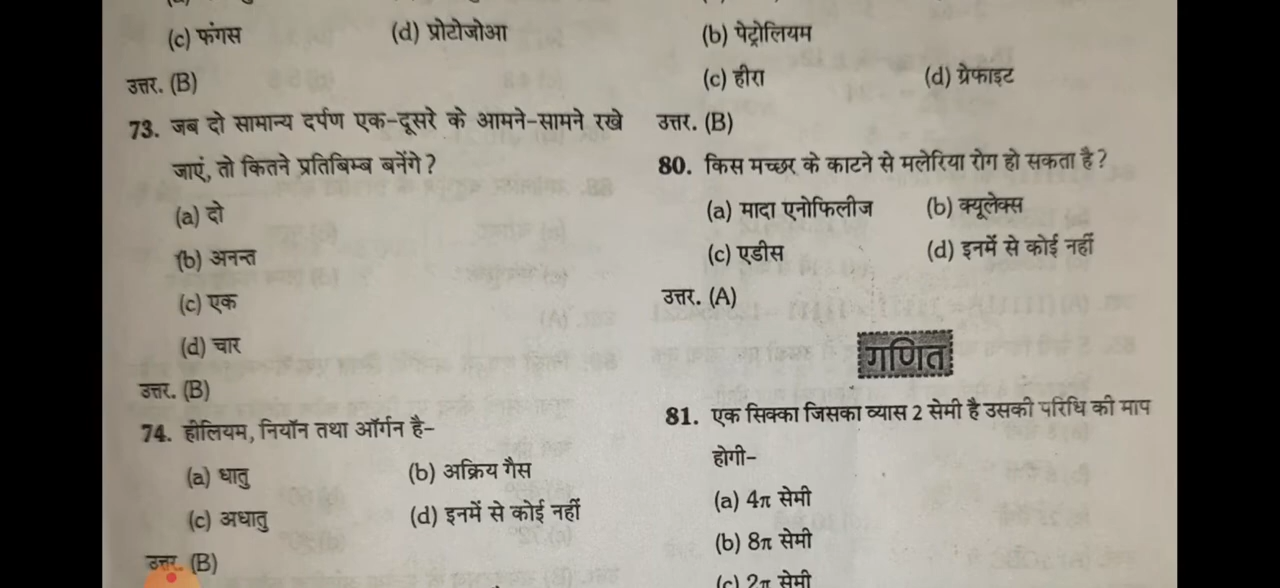 (c) फंगस (d) प्रोटोजोआ
उत्तर. (B)
73. जब दो सामान्य दर्पण एक-दूसरे के आमने-सामने रखे
जाएं, तो कितने प्रतिबिम्ब बनेंगे?
(a) दो
(b) अनन्त
(c) एक
(d) चार
उत्तर. (B)
74. हीलियम, नियॉन तथा ऑर्गन है-
(a) धातु (b) अक्रिय गैस
(c) अधातु (d) इनमें से कोई नहीं
उत्तर. (B)
(b) पेट्रोलियम
(c) हीरा (d) ग्रेफाइट
उत्तर. (B)
80. किस मच्छर के काटने से मलेरिया रोग हो सकता है?
(a) मादा एनोफिलीज (b) क्यूलेक्स
(c) एडीस (d) इनमें से कोई नहीं
उत्तर. (A)
गणित
81. एक सिक्का जिसका व्यास 2 सेमी है उसकी परिधि की माप
होगी-
(a) 4π सेमी
(b) 8π सेमी
(c) 2π सेमी